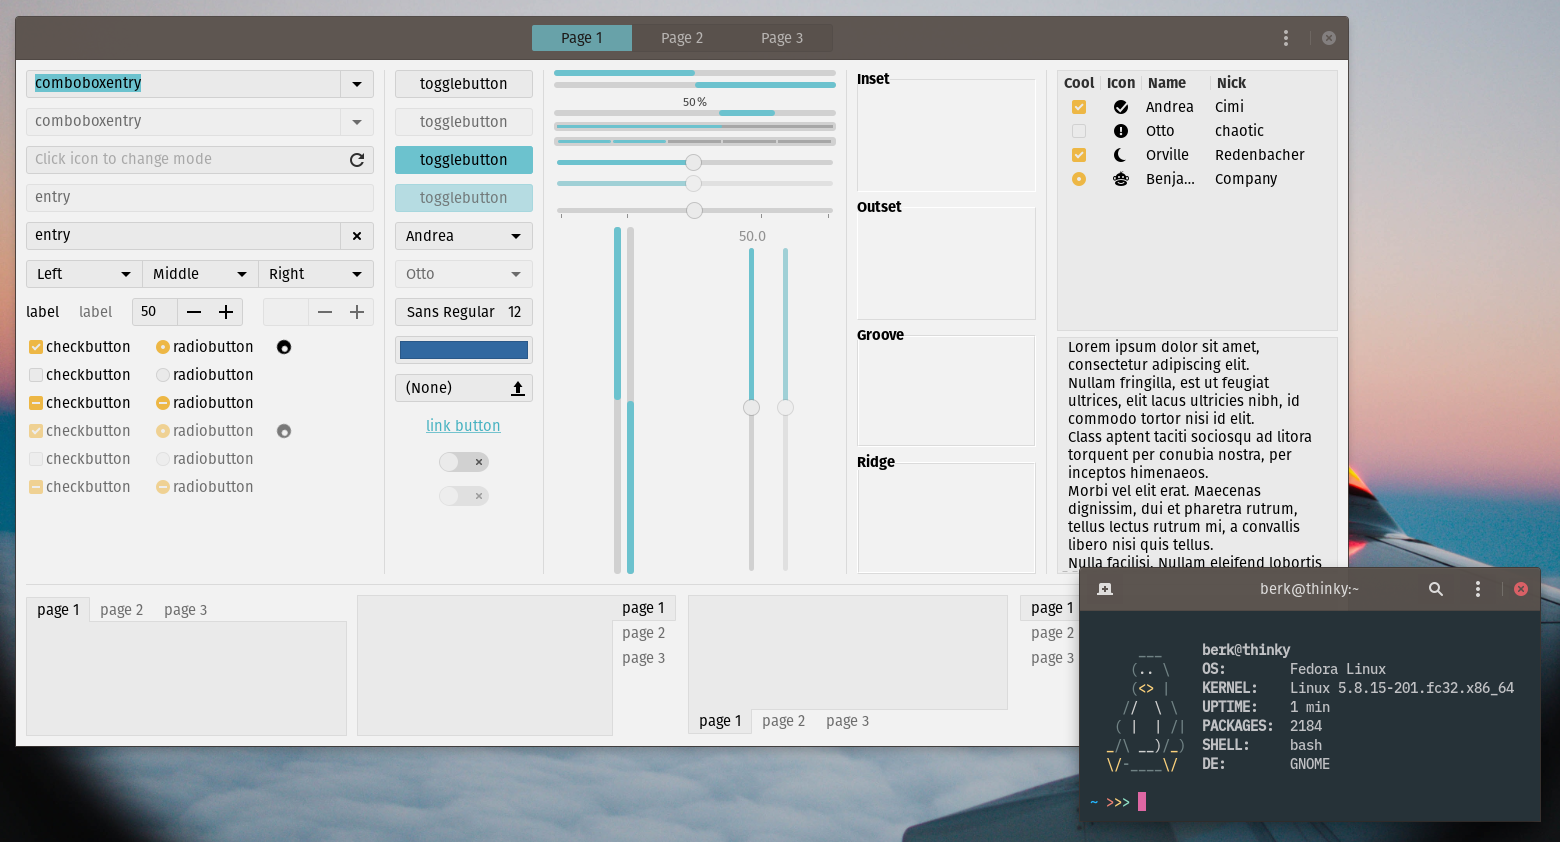 Page 1
Page 2
Page 3
comboboxentry
comboboxentry
Click icon to change mode
entry
entry
Left
Middle
Right
label
label
50
checkbutton
radiobutton
checkbutton
radiobutton
checkbutton
radiobutton
checkbutton
radiobutton
checkbutton
radiobutton
checkbutton
radiobutton
togglebutton
togglebutton
togglebutton
togglebutton
Andrea
Otto
Sans Regular 12
(None)
link button
50 %
50.0
Inset
Outset
Groove
Ridge
Cool Icon Name Nick
Andrea Cimi
Otto chaotic
Orville Redenbacher
Benja... Company
Lorem ipsum dolor sit amet,
consectetur adipiscing elit.
Nullam fringilla, est ut feugiat
ultrices, elit lacus ultricies nibh, id
commodo tortor nisi id elit.
Class aptent taciti sociosqu ad litora
torquent per conubia nostra, per
inceptos himenaeos.
Morbi vel elit erat. Maecenas
dignissim, dui et pharetra rutrum,
tellus lectus rutrum mi, a convallis
libero nisi quis tellus.
Nulla facilisi. Nullam eleifend lobortis
page 1
page 2
page 3
page 1
page 2
page 3
page 1
page 2
page 3
page 1
page 2
page 3
berk@thinky:~
berk@thinky
OS: Fedora Linux
KERNEL: Linux 5.8.15-201.fc32.x86_64
UPTIME: 1 min
PACKAGES: 2184
SHELL: bash
DE: GNOME
~ >>>